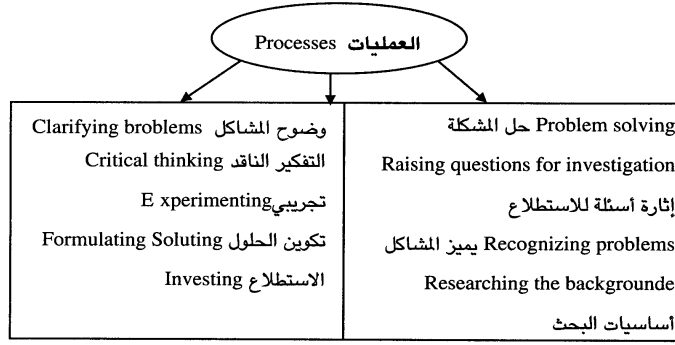 العمليات Processes
حل المشكلة Problem solving
Raising questions for investigation
إثارة أسئلة للاستطلاع
يميز المشاكل Recognizing problems
Researching the backgrounde
أساسيات البحث
وضوح المشاكل Clarifying broblems
التفكير الناقد Critical thinking
تجريبي E xperimenting
تكوين الحلول Formulating Soluting
الاستطلاع Investing